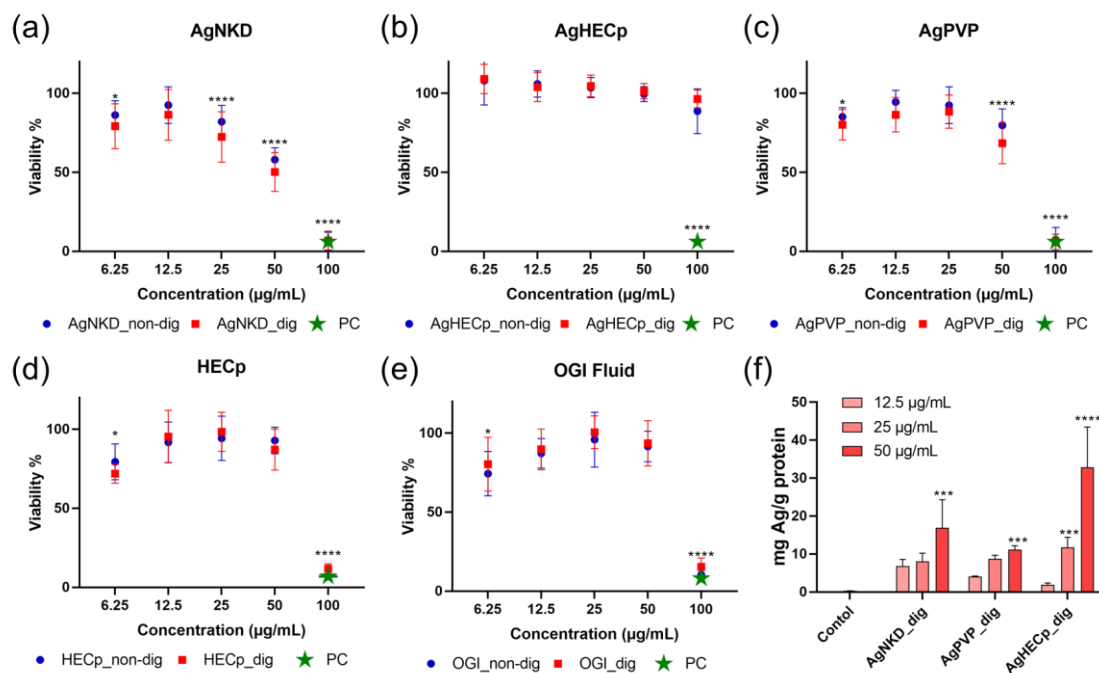 (a)
AgNKD
Viability %
100
50
0
*
****
****
****
6.25 12.5 25 50 100
Concentration (µg/mL)
AgNKD_non-dig AgNKD_dig PC
(b)
AgHECp
Viability %
100
50
0
****
6.25 12.5 25 50 100
Concentration (µg/mL)
AgHECp_non-dig AgHECp_dig PC
(c)
AgPVP
Viability %
100
50
0
*
****
****
6.25 12.5 25 50 100
Concentration (µg/mL)
AgPVP_non-dig AgPVP_dig PC
(d)
HECp
Viability %
100
50
0
*
****
6.25 12.5 25 50 100
Concentration (µg/mL)
HECp_non-dig HECp_dig PC
(e)
OGI Fluid
Viability %
100
50
0
*
****
6.25 12.5 25 50 100
Concentration (µg/mL)
OGI_non-dig OGI_dig PC
(f)
mg Ag/g protein
50
40
30
20
10
0
12.5 µg/mL
25 µg/mL
50 µg/mL
***
***
***
****
Contol
AgNKD_dig
AgPVP_dig
AgHECp_dig